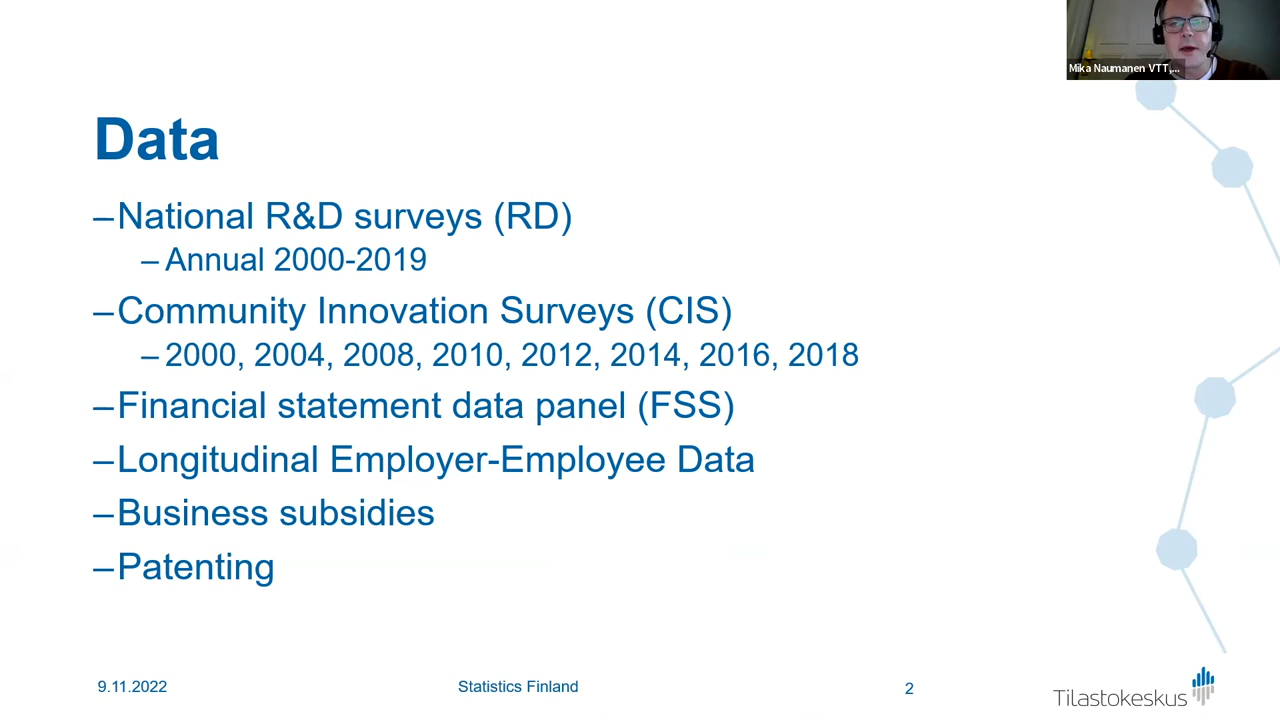 Mika Naumanen VTT,...
Data
–National R&D surveys (RD)
– Annual 2000-2019
–Community Innovation Surveys (CIS)
– 2000, 2004, 2008, 2010, 2012, 2014, 2016, 2018
–Financial statement data panel (FSS)
–Longitudinal Employer-Employee Data
–Business subsidies
–Patenting
9.11.2022
Statistics Finland
2
Tilastokeskus